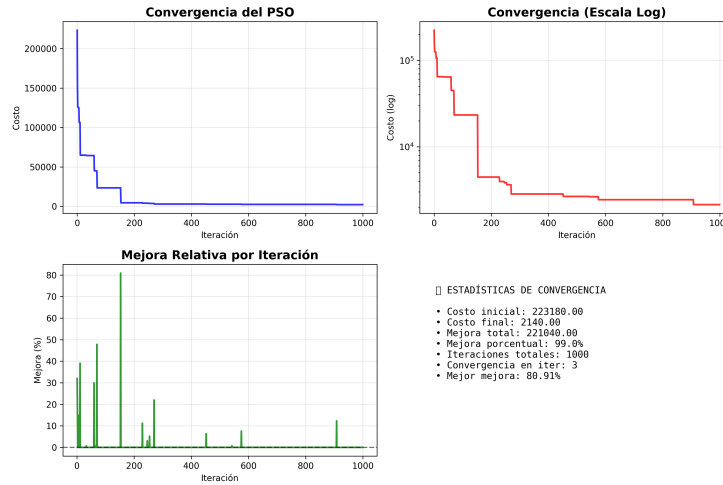 Convergencia del PSO
Costo
200000
150000
100000
50000
0
0 200 400 600 800 1000
Iteración
Convergencia (Escala Log)
Costo (log)
10^5
10^4
0 200 400 600 800 1000
Iteración
Mejora Relativa por Iteración
Mejora (%)
80
70
60
50
40
30
20
10
0
0 200 400 600 800 1000
Iteración
ESTADÍSTICAS DE CONVERGENCIA
• Costo inicial: 223180.00
• Costo final: 2140.00
• Mejora total: 221040.00
• Mejora porcentual: 99.0%
• Iteraciones totales: 1000
• Convergencia en iter: 3
• Mejor mejora: 80.91%